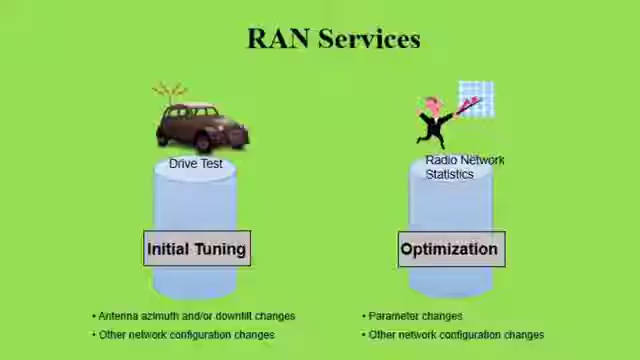 RAN Services
Drive Test
Radio Network
Statistics
Initial Tuning
Optimization
• Antenna azimuth and/or downtilt changes
• Other network configuration changes
• Parameter changes
• Other network configuration changes